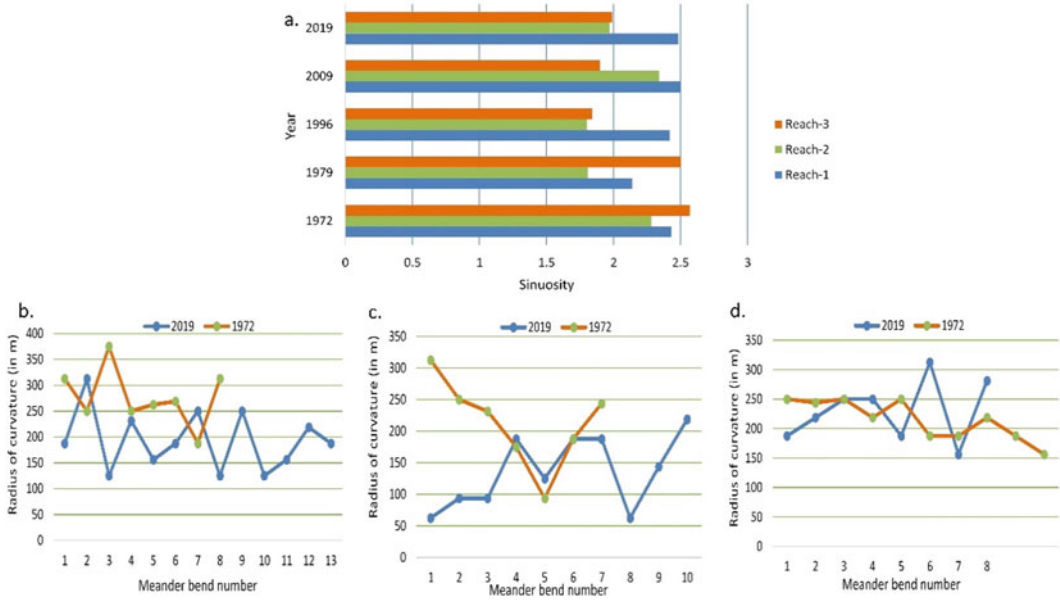 a.
2019
2009
1996
1979
1972
Year
0 0.5 1 1.5 2 2.5 3
Sinuosity
Reach-3
Reach-2
Reach-1
b.
2019 1972
Radius of curvature (in m)
400
350
300
250
200
150
100
50
0
1 2 3 4 5 6 7 8 9 10 11 12 13
Meander bend number
c.
2019 1972
Radius of curvature (in m)
350
300
250
200
150
100
50
0
1 2 3 4 5 6 7 8 9 10
Meander bend number
d.
2019 1972
Radius of curvature (in m)
350
300
250
200
150
100
50
0
1 2 3 4 5 6 7 8
Meander bend number